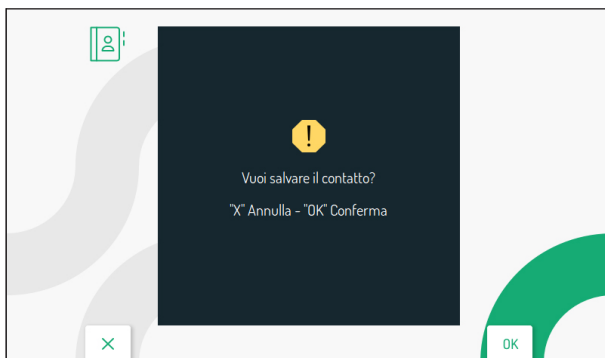 Vuoi salvare il contatto?
"X" Annulla - "OK" Conferma
OK